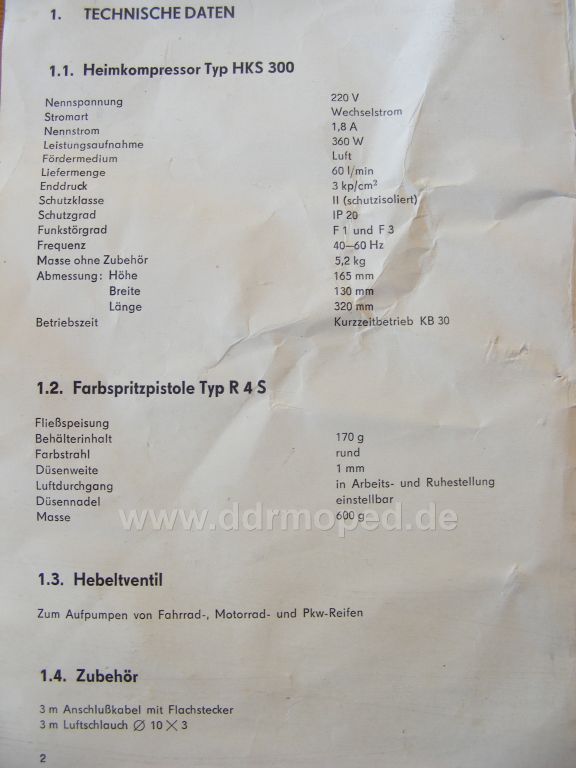 1. TECHNISCHE DATEN
1.1. Heimkompressor Typ HKS 300
Nennspannung 220 V
Stromart Wechselstrom
Nennstrom 1,8 A
Leistungsaufnahme 360 W
Fördermedium Luft
Liefermenge 60 l/min
Enddruck 3 kp/cm²
Schutzklasse II (schutzisoliert)
Schutzgrad IP 20
Funkstörgrad F 1 und F 3
Frequenz 40—60 Hz
Masse ohne Zubehör 5,2 kg
Abmessung: Höhe 165 mm
Breite 130 mm
Länge 320 mm
Betriebszeit Kurzzeitbetrieb KB 30
1.2. Farbspritzpistole Typ R 4 S
Fließspeisung
Behälterinhalt 170 g
Farbstrahl rund
Düsenweite 1 mm
Luftdurchgang in Arbeits- und Ruhestellung
Düsennadel einstellbar
Masse 600 g
www.ddrmoped.de
1.3. Hebeltventil
Zum Aufpumpen von Fahrrad-, Motorrad- und Pkw-Reifen
1.4. Zubehör
3 m Anschlußkabel mit Flachstecker
3 m Luftschlauch ∅ 10 × 3
2